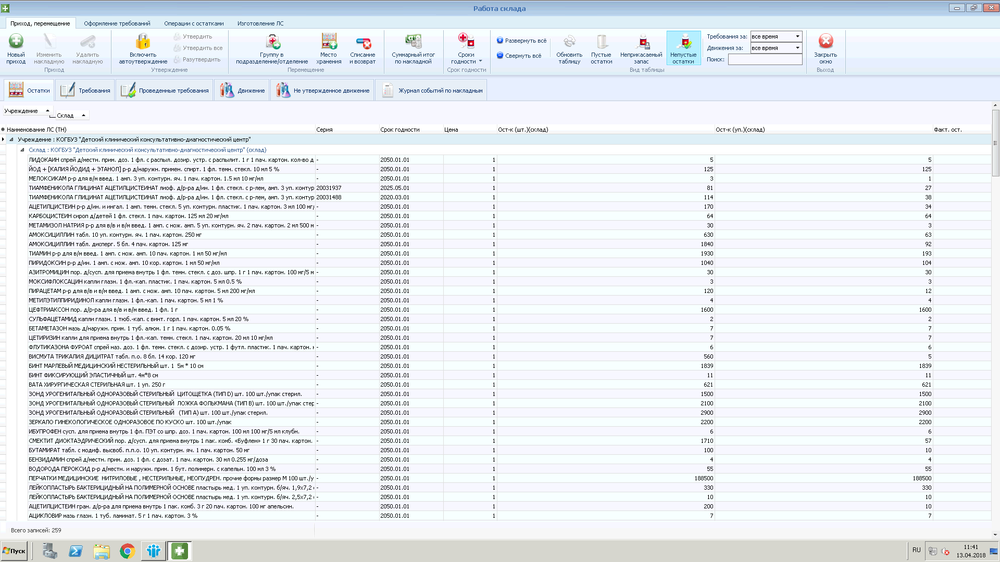 Работа склада
Приход, перемещение Оформление требований Операции с остатками Изготовление ЛС
Новый приход
Изменить накладную
Удалить накладную
Приход
Включить автоутверждение
Утвердить
Утвердить все
Разутвердить
Утверждение
Группу в подразделение/отделение
Место хранения
Списание и возврат
Перемещение
Суммарный итог по накладной
Сроки годности
Срок годности
Развернуть всё
Свернуть всё
Обновить таблицу
Пустые остатки
Неприкасаемый запас
Непустые остатки
Требования за: все время
Движения за: все время
Поиск:
Вид таблицы
Закрыть окно
Выход
Остатки Требования Проведенные требования Движение Не утвержденное движение Журнал событий по накладным
Учреждение
Склад
Наименование ЛС (ТН) Серия Срок годности Цена Ост-к (шт.)(склад) Ост-к (уп.)(склад) Факт. ост.
Учреждение : КОГБУЗ "Детский клинический консультативно-диагностический центр"
Склад : КОГБУЗ "Детский клинический консультативно-диагностический центр" (склад)
ЛИДОКАИН спрей д/местн. прим. доз. 1 фл. с распыл. дозир. устр. с распылит. 1 г 1 пач. картон. кол-во д - 2050.01.01 1 5 5
ЙОД + [КАЛИЯ ЙОДИД + ЭТАНОЛ] р-р д/наружн. примен. спирт. 1 фл. темн. стекл. 10 мл 5 % - 2050.01.01 1 125 125
МЕЛОКСИКАМ р-р для в/м введ. 1 амп. 3 уп. контурн. яч. 1 пач. картон. 1.5 мл 10 мг/мл - 2050.01.01 1 3 1
ТИАМФЕНИКОЛА ГЛИЦИНАТ АЦЕТИЛЦИСТЕИНАТ лиоф. д/р-ра д/ин. 1 фл. стекл. с р-лем, амп. 3 уп. контур 20031937 2025.05.01 1 81 27
ТИАМФЕНИКОЛА ГЛИЦИНАТ АЦЕТИЛЦИСТЕИНАТ лиоф. д/р-ра д/ин. 1 фл. стекл. с р-лем, амп. 3 уп. контур 20031488 2020.03.01 1 114 38
АЦЕТИЛЦИСТЕИН р-р д/ин. и ингал. 1 амп. темн. стекл. 5 уп. контурн. пластик. 1 пач. картон. 3 мл 100 мг/ - 2050.01.01 1 170 34
КАРБОЦИСТЕИН сироп д/детей 1 фл. стекл. 1 пач. картон. 125 мл 20 мг/мл - 2050.01.01 1 64 64
МЕТАМИЗОЛ НАТРИЯ р-р для в/в и в/м введ. 1 амп. с нож. амп. 5 уп. контурн. яч. 2 пач. картон. 2 мл 500 м - 2050.01.01 1 30 3
АМОКСИЦИЛЛИН табл. 10 уп. контурн. яч. 1 пач. картон. 250 мг - 2050.01.01 1 630 63
АМОКСИЦИЛЛИН табл. дисперг. 5 бл. 4 пач. картон. 125 мг - 2050.01.01 1 1840 92
ТИАМИН р-р для в/м введ. 1 амп. с нож. амп. 10 пач. картон. 1 мл 50 мг/мл - 2050.01.01 1 1930 193
ПИРИДОКСИН р-р д/ин. 1 амп. с нож. амп. 10 кор. картон. 1 мл 50 мг/мл - 2050.01.01 1 1040 104
АЗИТРОМИЦИН пор. д/сусп. для приема внутрь 1 фл. темн. стекл. с доз. шпр. 1 г 1 пач. картон. 100 мг/5 м - 2050.01.01 1 30 30
МОКСИФЛОКСАЦИН капли глазн. 1 фл.-кап. пластик. 1 пач. картон. 5 мл 0.5 % - 2050.01.01 1 3 3
ПИРАЦЕТАМ р-р для в/в и в/м введ. 1 амп. с нож. амп. 10 пач. картон. 5 мл 200 мг/мл - 2050.01.01 1 120 12
МЕТИЛЭТИЛПИРИДИНОЛ капли глазн. 1 фл.-кап. 1 пач. картон. 5 мл 1 % - 2050.01.01 1 4 4
ЦЕФТРИАКСОН пор. д/р-ра для в/в и в/м введ. 1 фл. 1 г - 2050.01.01 1 1600 1600
СУЛЬФАЦЕТАМИД капли глазн. 1 тюб.-кап. с винт. горл. 1 пач. картон. 5 мл 20 % - 2050.01.01 1 2 2
БЕТАМЕТАЗОН мазь д/наружн. прим. 1 туб. алюм. 1 г 1 пач. картон. 0.05 % - 2050.01.01 1 7 7
ЦЕТИРИЗИН капли для приема внутрь 1 фл.-кап. темн. стекл. 1 пач. картон. 20 мл 10 мг/мл - 2050.01.01 1 7 7
ФЛУТИКАЗОНА ФУРОАТ спрей наз. доз. 1 фл. темн. стекл. с дозир. устр. 1 футл. пластик. 1 пач. картон. - 2050.01.01 1 6 6
ВИСМУТА ТРИКАЛИЯ ДИЦИТРАТ табл. п.о. 8 бл. 14 кор. 120 мг - 2050.01.01 1 560 5
БИНТ МАРЛЕВЫЙ МЕДИЦИНСКИЙ НЕСТЕРИЛЬНЫЙ шт. 1 5м * 10 см - 2050.01.01 1 1839 1839
БИНТ ФИКСИРУЮЩИЙ ЭЛАСТИЧНЫЙ шт. 4м*8 см - 2050.01.01 1 11 11
ВАТА ХИРУРГИЧЕСКАЯ СТЕРИЛЬНАЯ шт. 1 уп. 250 г - 2050.01.01 1 621 621
ЗОНД УРОГЕНИТАЛЬНЫЙ ОДНОРАЗОВЫЙ СТЕРИЛЬНЫЙ ЦИТОЩЕТКА (ТИП D) шт. 100 шт./упак стерил. - 2050.01.01 1 1500 1500
ЗОНД УРОГЕНИТАЛЬНЫЙ ОДНОРАЗОВЫЙ СТЕРИЛЬНЫЙ ЛОЖКА ФОЛЬКМАНА (ТИП В) шт. 100 шт./упак стер - 2050.01.01 1 2100 2100
ЗОНД УРОГЕНИТАЛЬНЫЙ ОДНОРАЗОВЫЙ СТЕРИЛЬНЫЙ (ТИП А) шт. 100 шт./упак стерил. - 2050.01.01 1 2900 2900
ЗЕРКАЛО ГИНЕКОЛОГИЧЕСКОЕ ОДНОРАЗОВОЕ ПО КУСКО шт. 100 шт./упак - 2050.01.01 1 2200 2200
ИБУПРОФЕН сусп. для приема внутрь 1 фл. ПЭТ со шпр. доз. 1 пач. картон. 100 мл 100 мг/5 мл клубн. - 2050.01.01 1 6 6
СМЕКТИТ ДИОКТАЭДРИЧЕСКИЙ пор. д/сусп. для приема внутрь 1 пак. комб. «Буфлен» 1 г 30 пач. картон. - 2050.01.01 1 1710 57
БУТАМИРАТ табл. с модиф. высвоб. п.п.о. 10 уп. контурн. яч. 1 пач. картон. 50 мг - 2050.01.01 1 100 10
БЕНЗИДАМИН спрей д/местн. прим. доз. 1 фл. с дозат. 1 пач. картон. 30 мл 0.255 мг/доза - 2050.01.01 1 4 4
ВОДОРОДА ПЕРОКСИД р-р д/местн. и наружн. прим. 1 бут. полимерн. с капельн. 100 мл 3 % - 2050.01.01 1 55 55
ПЕРЧАТКИ МЕДИЦИНСКИЕ НИТРИЛОВЫЕ , НЕСТЕРИЛЬНЫЕ, НЕОПУДРЕН. прочие формы размер М 100 шт./у - 2050.01.01 1 188500 188500
ЛЕЙКОПЛАСТЫРЬ БАКТЕРИЦИДНЫЙ НА ПОЛИМЕРНОЙ ОСНОВЕ пластырь мед. 1 уп. контурн. б/яч. 1,9х7,2 - 2050.01.01 1 330 330
ЛЕЙКОПЛАСТЫРЬ БАКТЕРИЦИДНЫЙ НА ПОЛИМЕРНОЙ ОСНОВЕ пластырь мед. 1 уп. контурн. б/яч. 2,5х7,2 - 2050.01.01 1 10 10
АЦЕТИЛЦИСТЕИН гран. д/р-ра для приема внутрь 1 пак. комб. 3 г 20 пач. картон. 100 мг апельсин. - 2050.01.01 1 200 10
АЦИКЛОВИР мазь глазн. 1 туб. ламинат. 5 г 1 пач. картон. 3 % - 2050.01.01 1 7 7
Всего записей: 259
Пуск
RU
11:41
13.04.2018